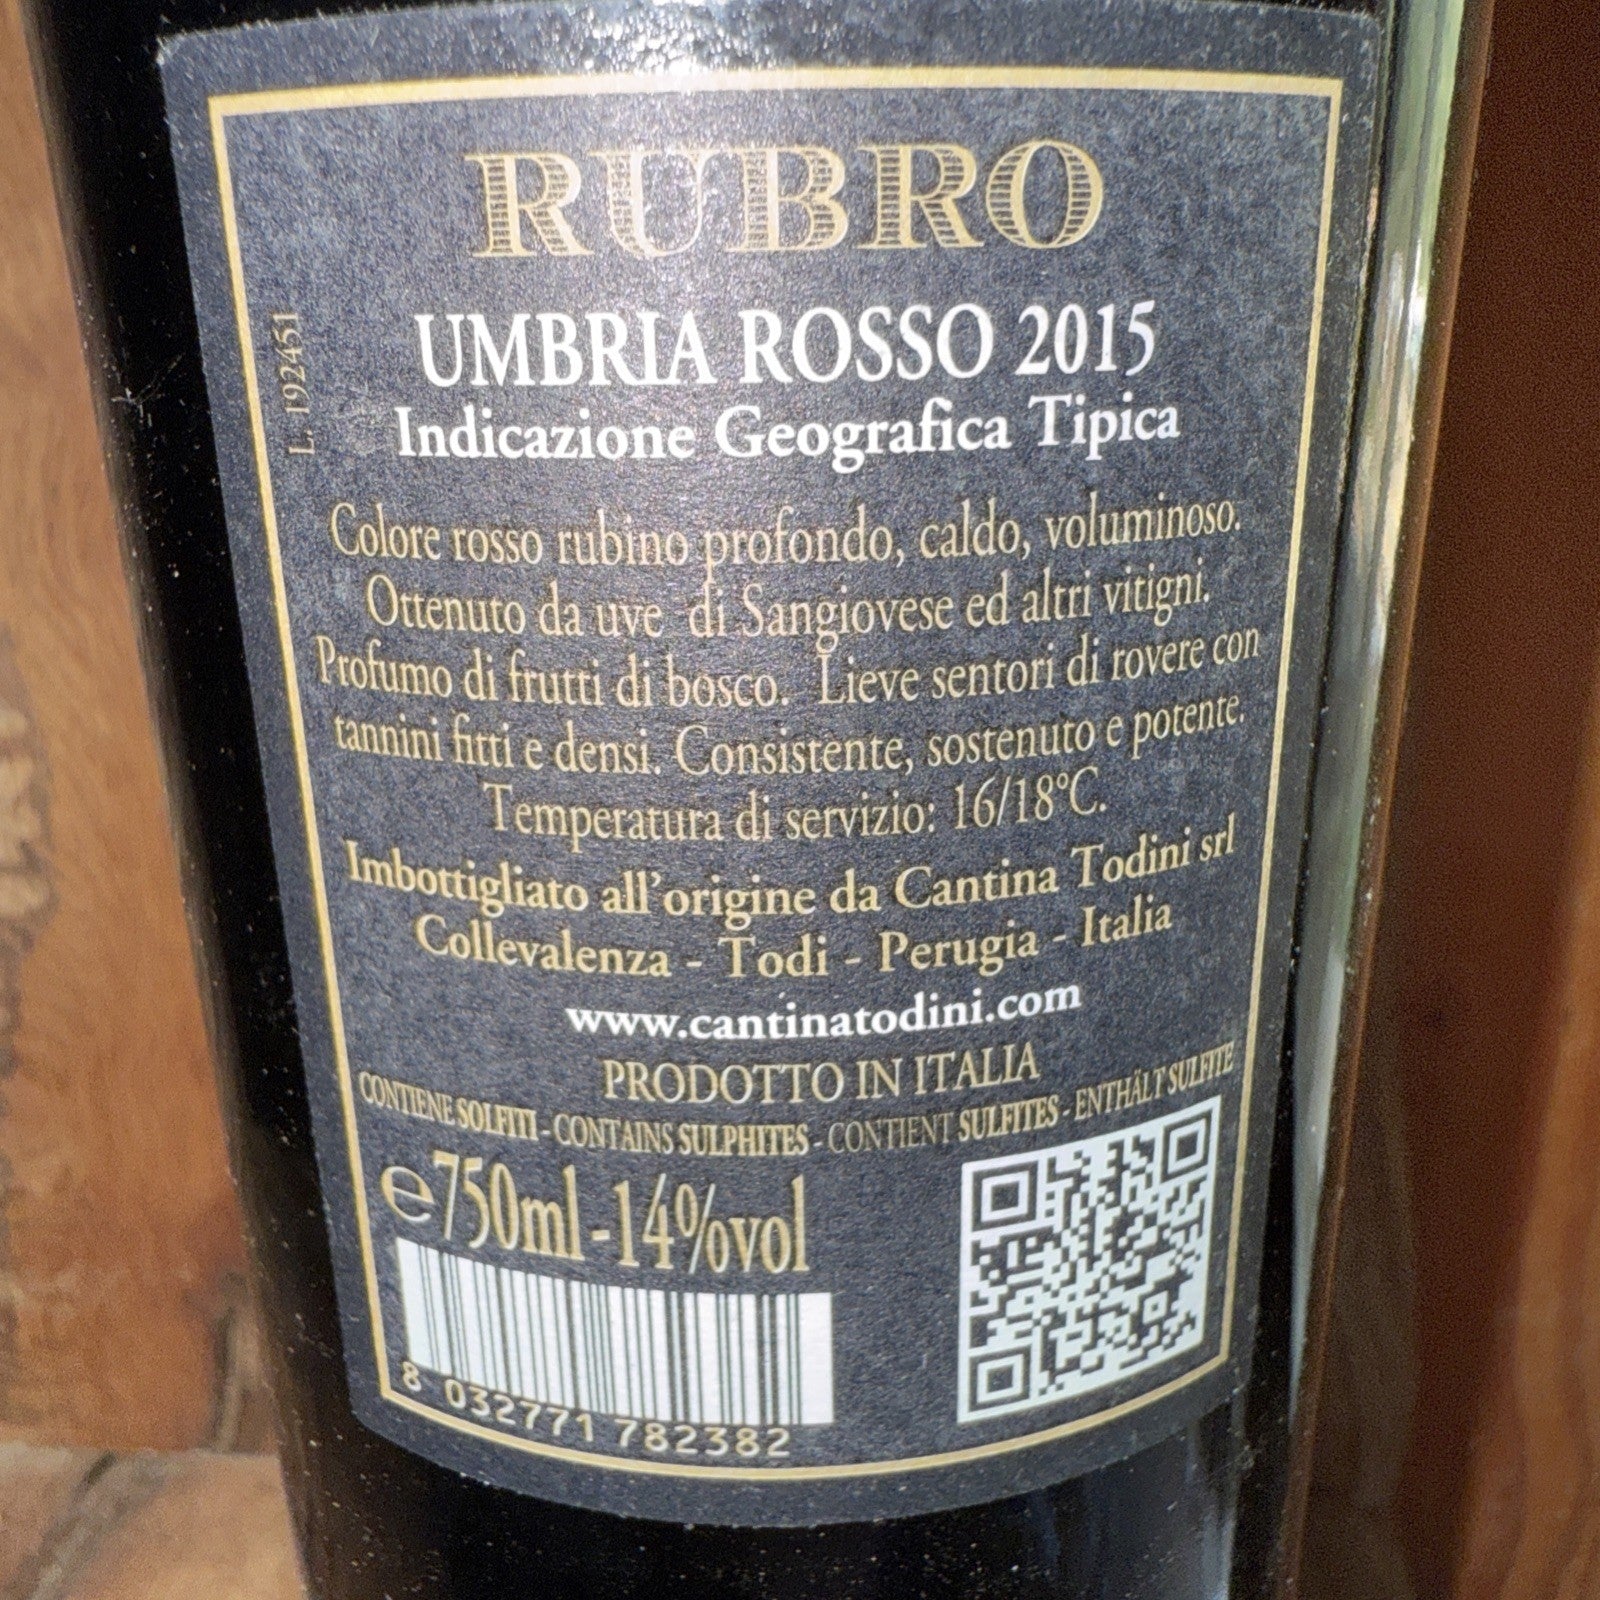 RUBRO
UMBRIA ROSSO 2015
Indicazione Geografica Tipica
L. 192451
Colore rosso rubino profondo, caldo, voluminoso.
Ottenuto da uve di Sangiovese ed altri vitigni.
Profumo di frutti di bosco. Lieve sentori di rovere con
tannini fitti e densi. Consistente, sostenuto e potente.
Temperatura di servizio: 16/18°C.
Imbottigliato all'origine da Cantina Todini srl
Collevalenza - Todi - Perugia - Italia
www.cantinatodini.com
PRODOTTO IN ITALIA
CONTIENE SOLFITI - CONTAINS SULPHITES - CONTIENT SULFITES - ENTHÄLT SULFITE
e 750ml - 14%vol
8 032771 782382